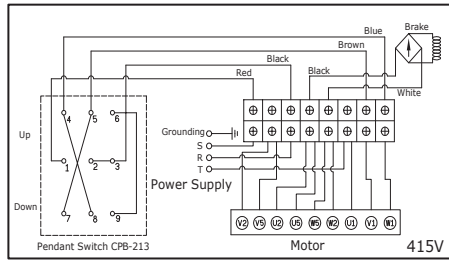 Blue
Brake
Brown
Black
Red
Black
White
4 5 6
Up
Grounding
S
R
1 2 3
T
Power Supply
Down
7 8 9
V2 V5 U2 U5 W5 W2 U1 V1 W1
Pendant Switch CPB-213
Motor
415V